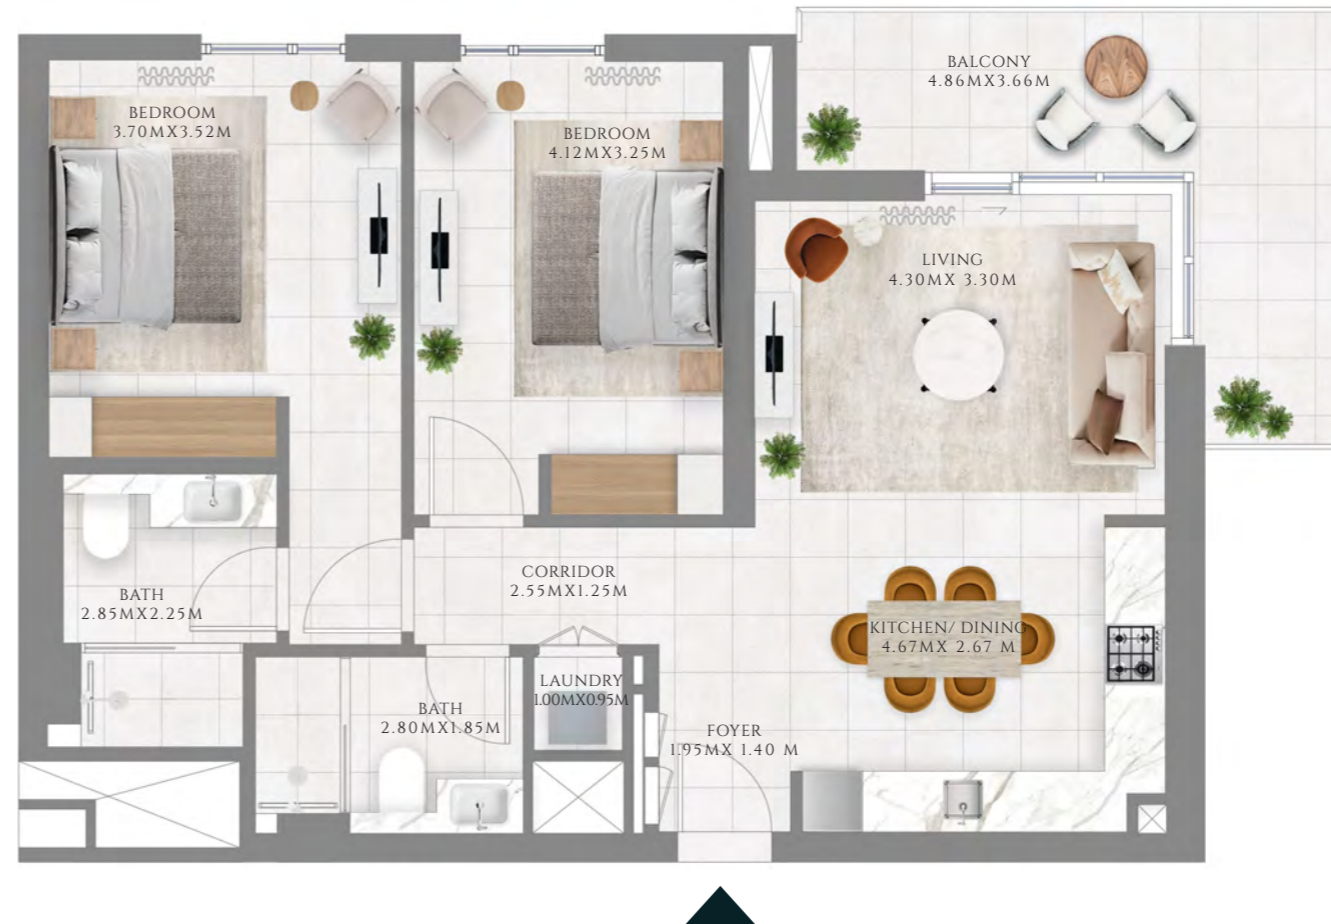 BALCONY
4.86MX3.66M
BEDROOM
3.70MX3.52M
BEDROOM
4.12MX3.25M
LIVING
4.30MX 3.30M
CORRIDOR
2.55MX1.25M
BATH
2.85MX2.25M
KITCHEN/ DINING
4.67MX 2.67 M
LAUNDRY
1.00MX0.95M
BATH
2.80MX1.85M
FOYER
1.95MX 1.40 M